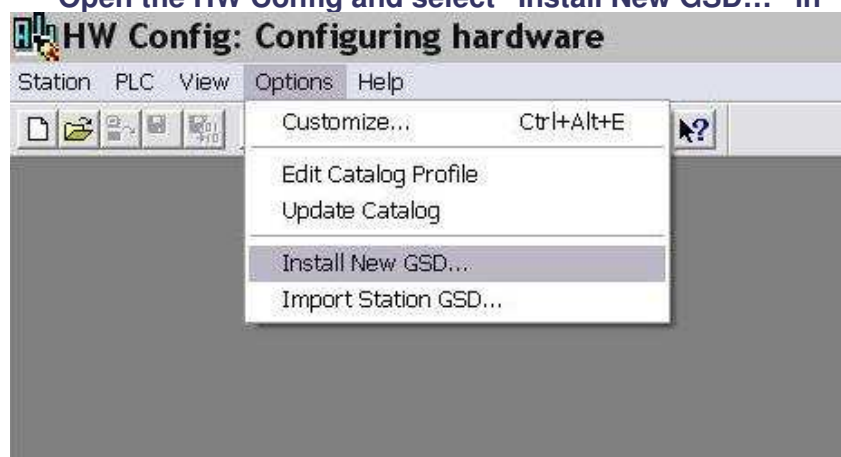 Open the HW Config and select "Install New GSD..." in
HW Config: Configuring hardware
Station PLC View Options Help
Customize... Ctrl+Alt+E
Edit Catalog Profile
Update Catalog
Install New GSD...
Import Station GSD...